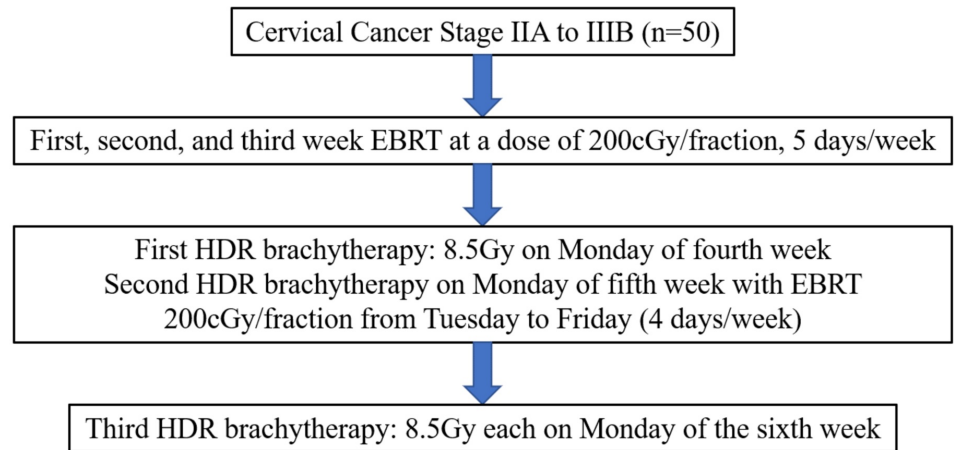 Cervical Cancer Stage IIA to IIIB (n=50)
First, second, and third week EBRT at a dose of 200cGy/fraction, 5 days/week
First HDR brachytherapy: 8.5Gy on Monday of fourth week
Second HDR brachytherapy on Monday of fifth week with EBRT
200cGy/fraction from Tuesday to Friday (4 days/week)
Third HDR brachytherapy: 8.5Gy each on Monday of the sixth week